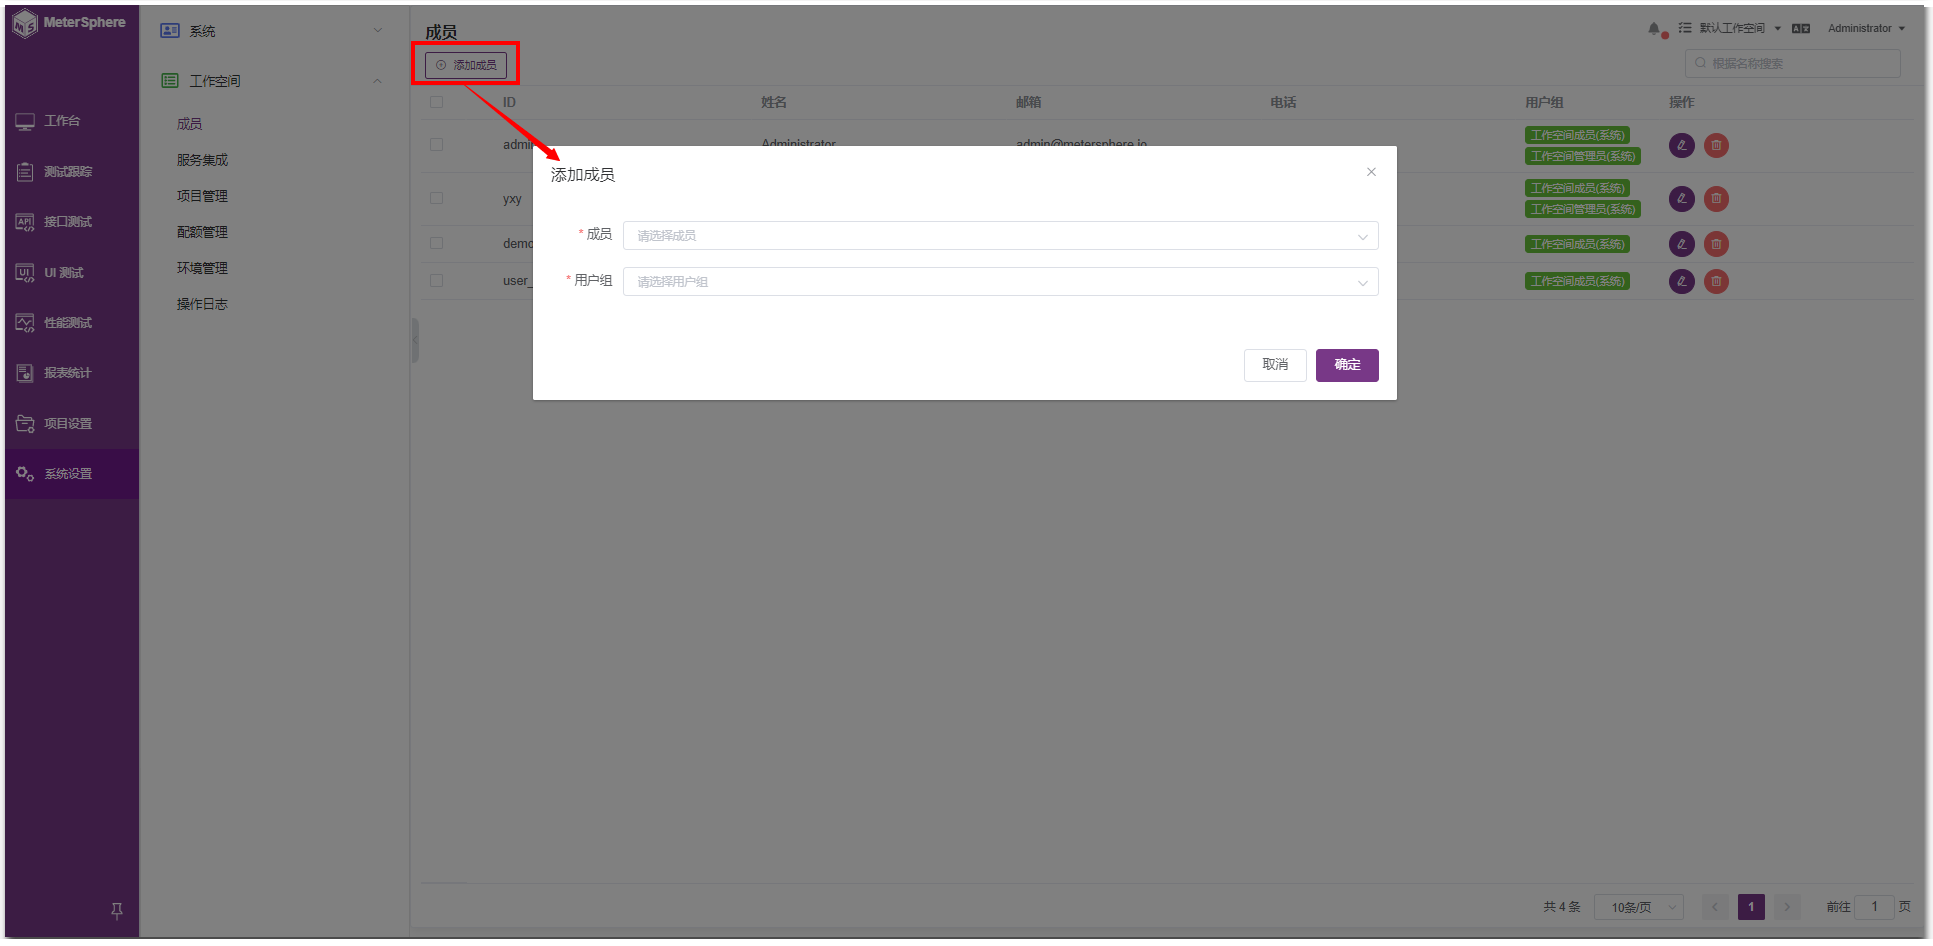 MeterSphere
工作台
测试跟踪
接口测试
UI 测试
性能测试
报表统计
项目设置
系统设置
系统
工作空间
成员
服务集成
项目管理
配额管理
环境管理
操作日志
成员
默认工作空间
Administrator
添加成员
根据名称搜索
ID 姓名 邮箱 电话 用户组 操作
Administrator admin@metersphere.io 工作空间成员(系统)
工作空间管理员(系统)
yxy 工作空间成员(系统)
工作空间管理员(系统)
demo 工作空间成员(系统)
user_ 工作空间成员(系统)
添加成员
* 成员 请选择成员
* 用户组 请选择用户组
取消 确定
共 4 条 10条/页 1 前往 1 页